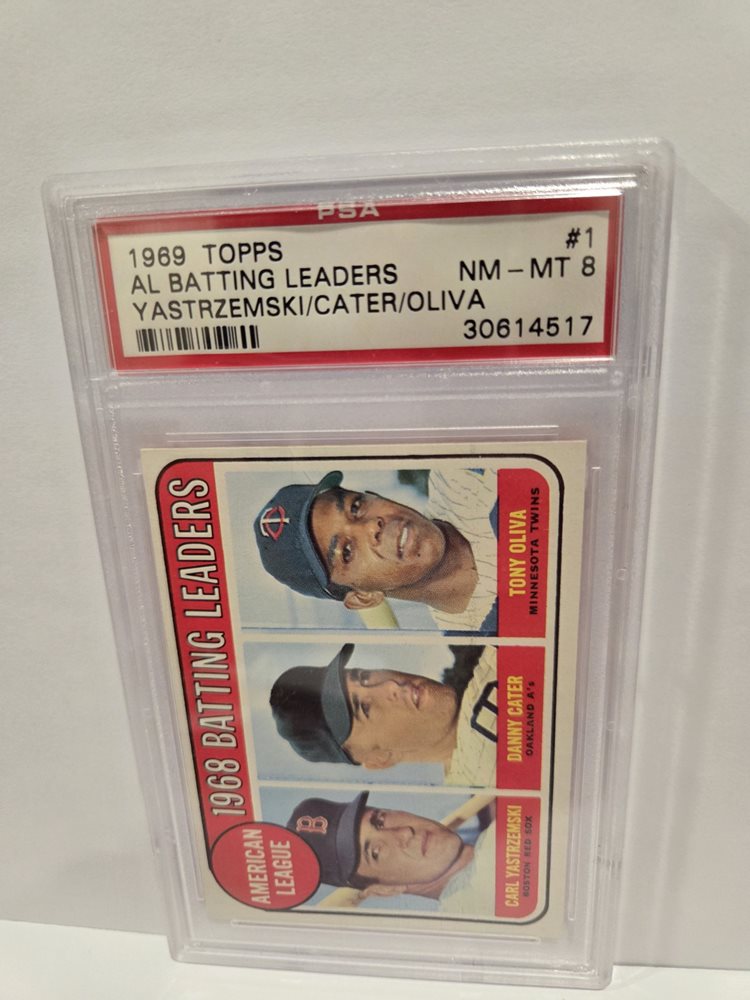 PSA
1969 TOPPS #1
AL BATTING LEADERS NM - MT 8
YASTRZEMSKI/CATER/OLIVA
30614517
1968 BATTING LEADERS
AMERICAN
LEAGUE
B
CARL YASTRZEMSKI
BOSTON RED SOX
DANNY CATER
OAKLAND A's
TC
TONY OLIVA
MINNESOTA TWINS